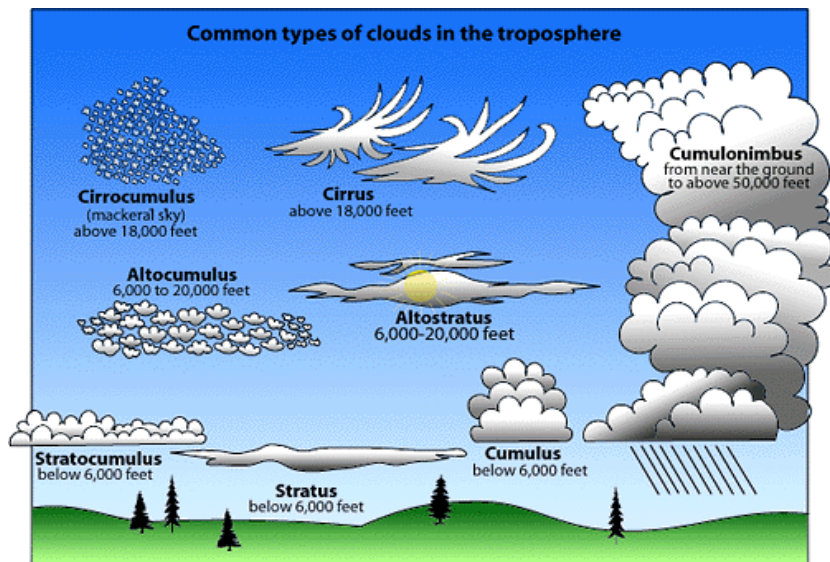 Common types of clouds in the troposphere
Cirrocumulus
(mackeral sky)
above 18,000 feet
Cirrus
above 18,000 feet
Cumulonimbus
from near the ground
to above 50,000 feet
Altocumulus
6,000 to 20,000 feet
Altostratus
6,000-20,000 feet
Stratocumulus
below 6,000 feet
Stratus
below 6,000 feet
Cumulus
below 6,000 feet